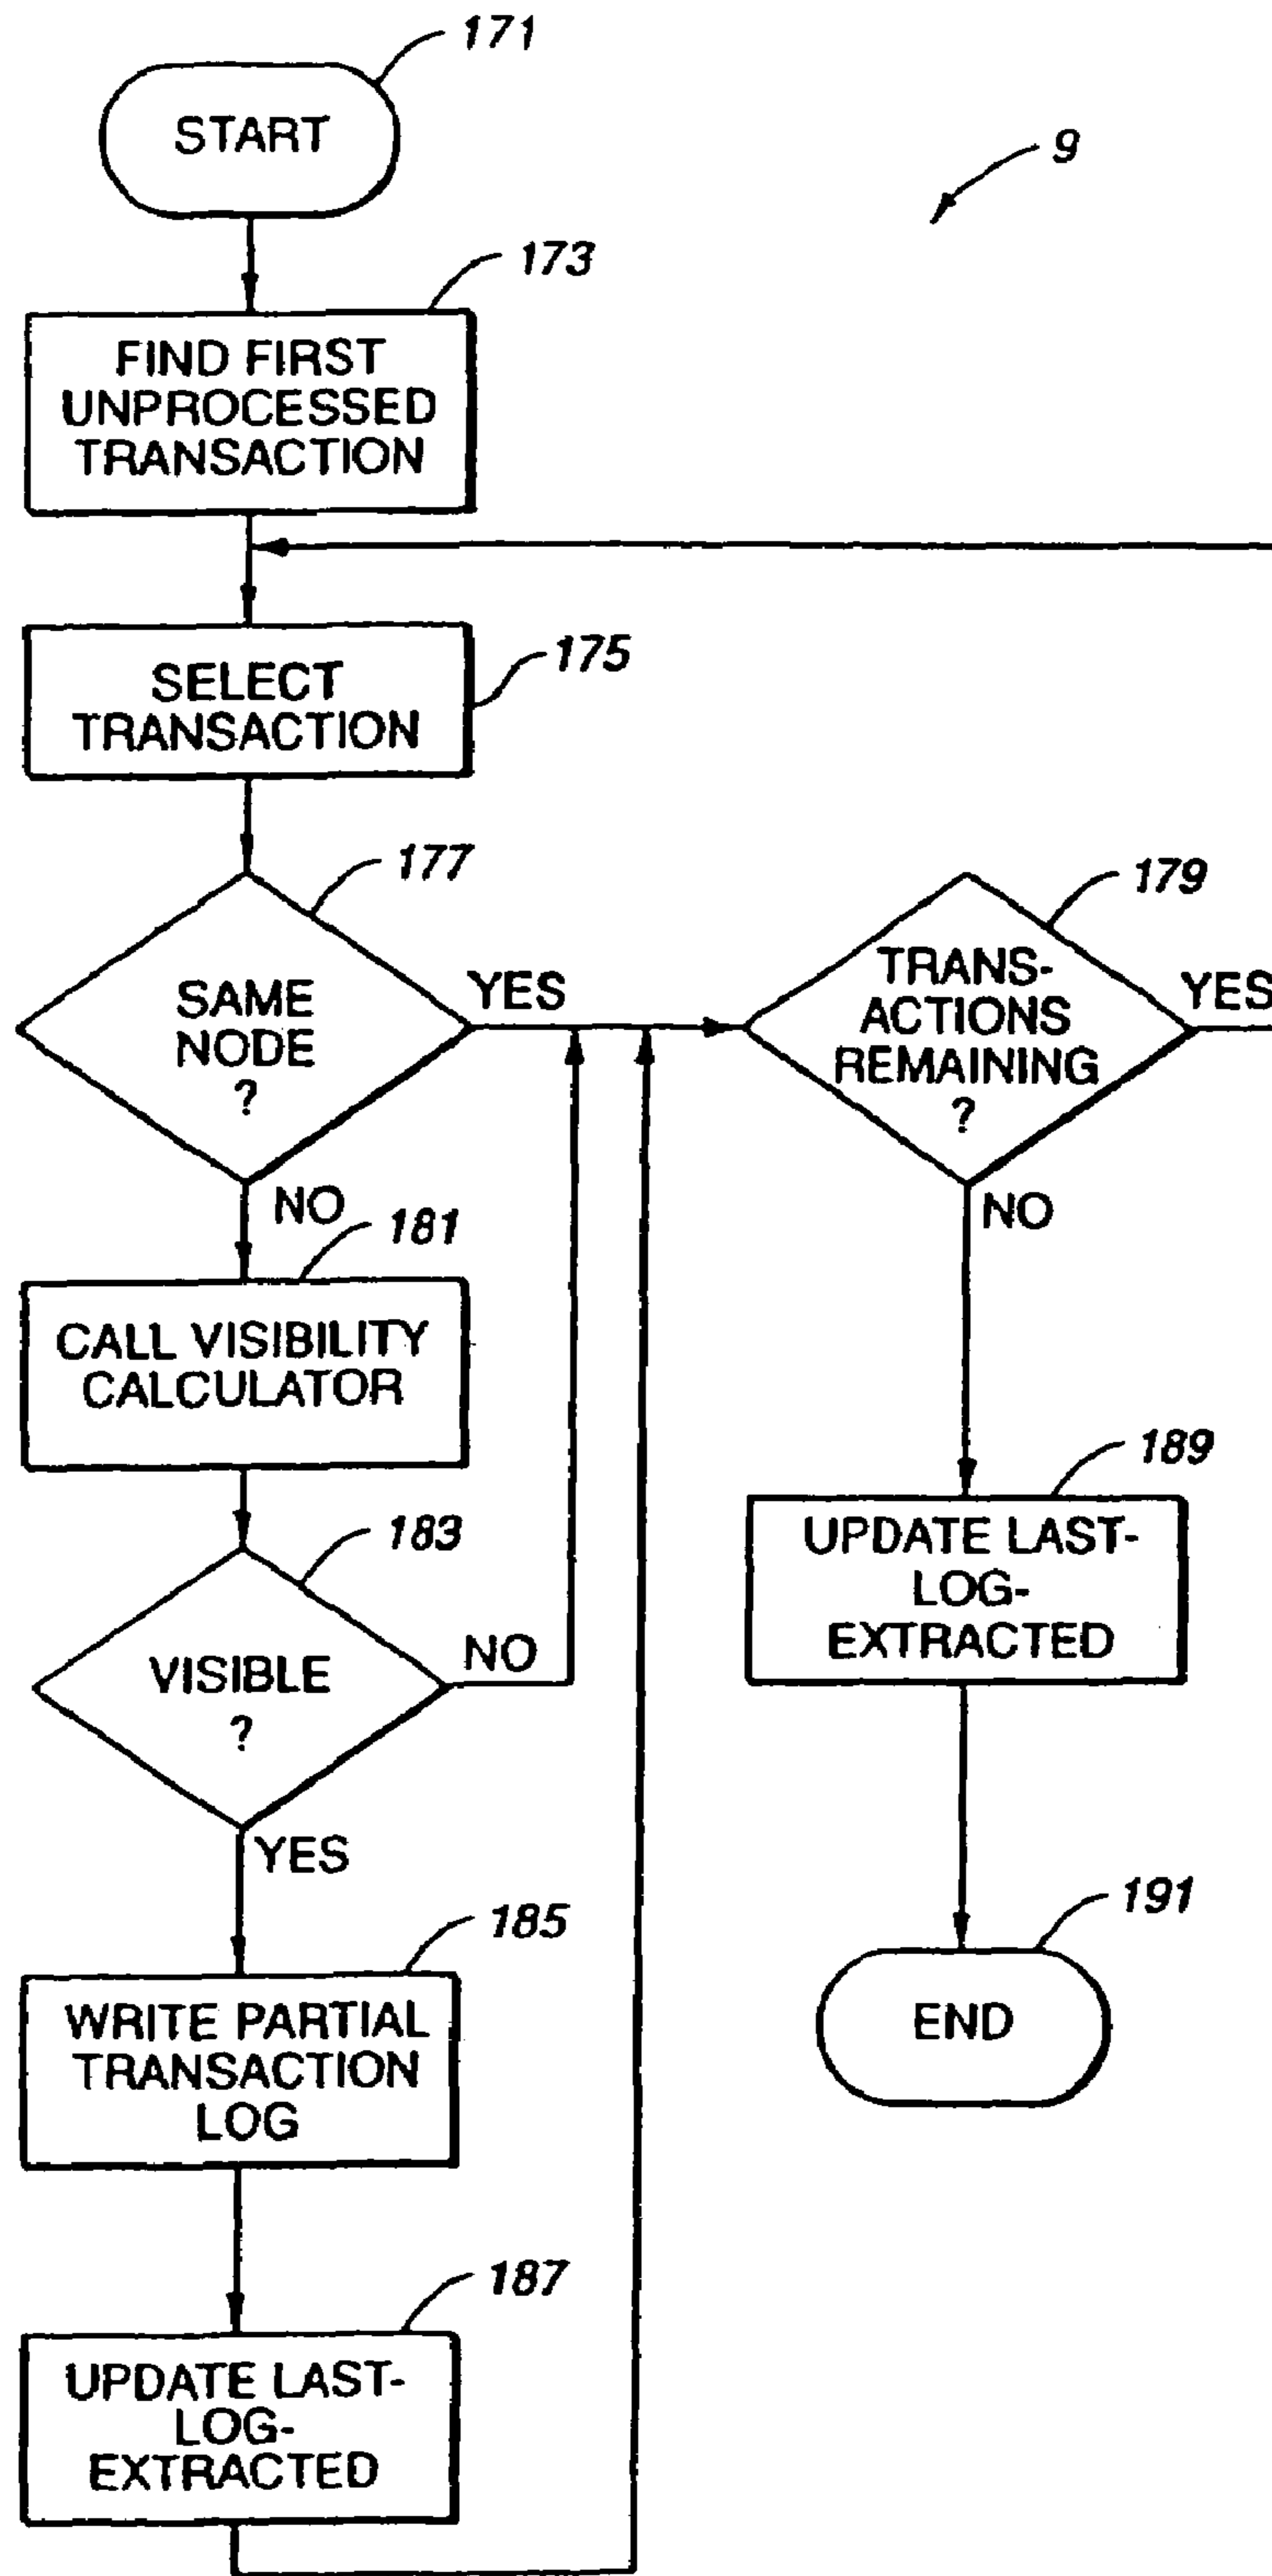 171
START
9
173
FIND FIRST
UNPROCESSED
TRANSACTION
175
SELECT
TRANSACTION
177
SAME
NODE
?
YES
NO
179
TRANS-
ACTIONS
REMAINING
?
YES
NO
181
CALL VISIBILITY
CALCULATOR
183
VISIBLE
?
NO
YES
185
WRITE PARTIAL
TRANSACTION
LOG
187
UPDATE LAST-
LOG-
EXTRACTED
189
UPDATE LAST-
LOG-
EXTRACTED
191
END